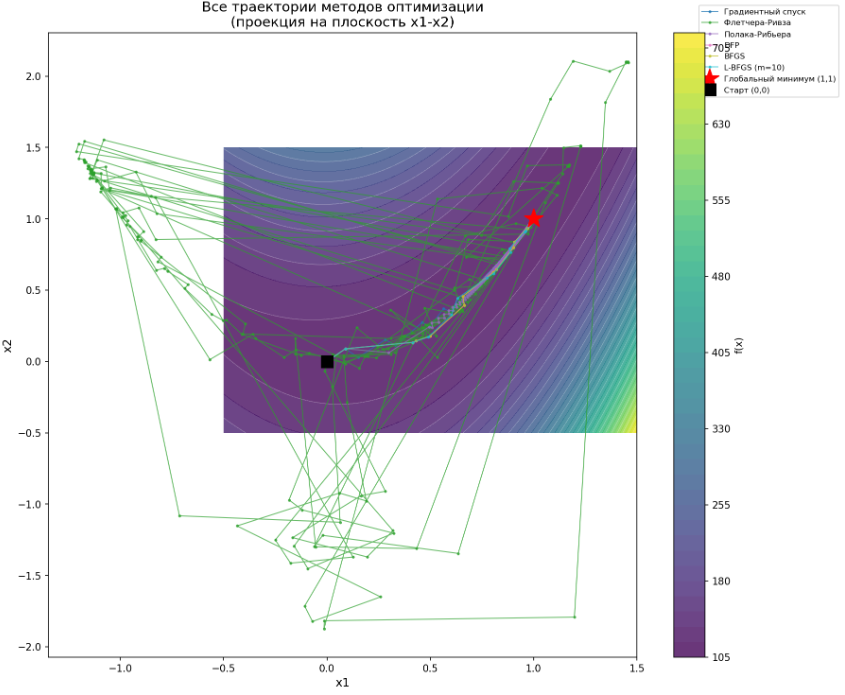 Все траектории методов оптимизации
(проекция на плоскость x1-x2)
Градиентный спуск
Флетчера-Ривза
Полака-Рибьера
DFP
BFGS
L-BFGS (m=10)
Глобальный минимум (1,1)
Старт (0,0)
2.0
1.5
1.0
0.5
0.0
−0.5
−1.0
−1.5
−2.0
x2
−1.0
−0.5
0.0
0.5
1.0
1.5
x1
705
630
555
480
405
330
255
180
105
f(x)